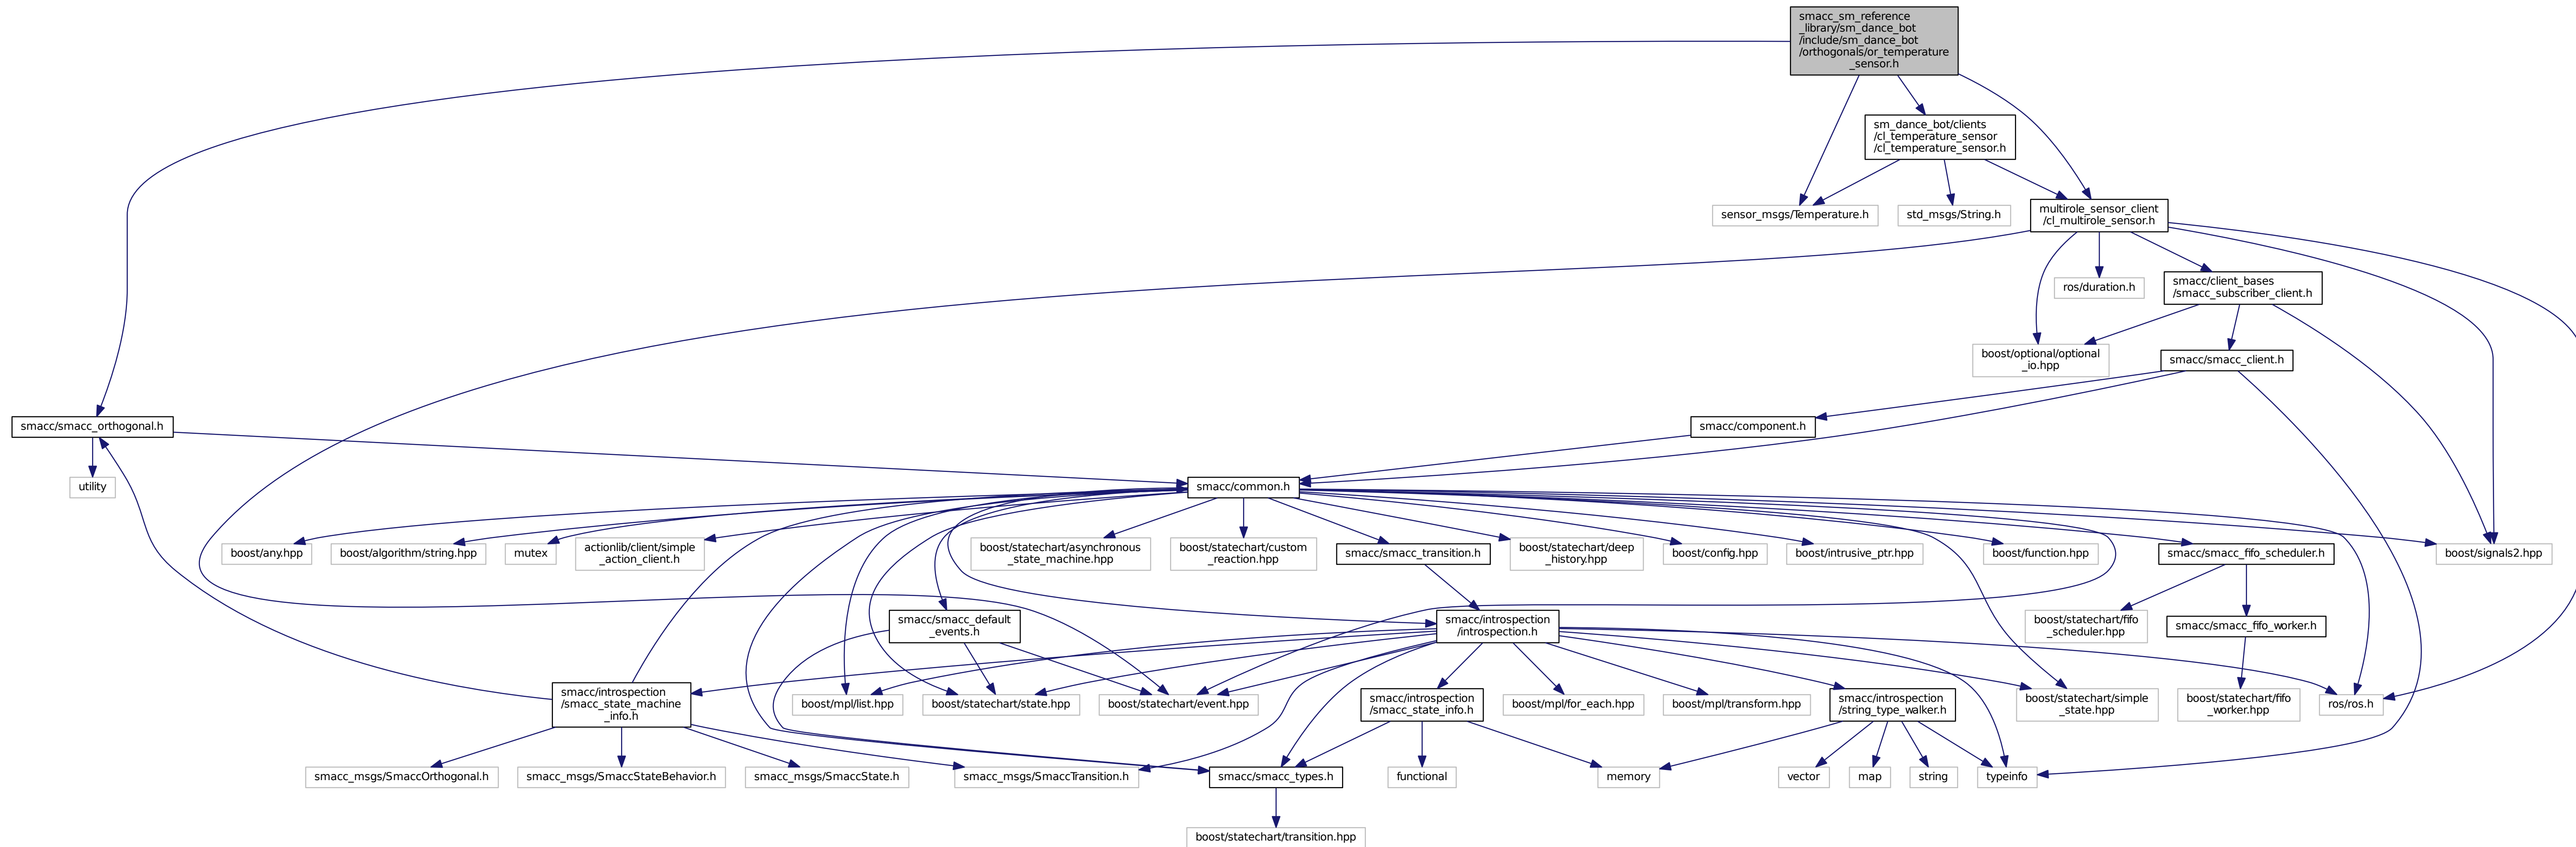 smacc_sm_reference
_library/sm_dance_bot
/include/sm_dance_bot
/orthogonals/or_temperature
_sensor.h
sm_dance_bot/clients
/cl_temperature_sensor
/cl_temperature_sensor.h
sensor_msgs/Temperature.h
std_msgs/String.h
multirole_sensor_client
/cl_multirole_sensor.h
ros/duration.h
smacc/client_bases
/smacc_subscriber_client.h
boost/optional/optional
_io.hpp
smacc/smacc_client.h
smacc/smacc_orthogonal.h
smacc/component.h
utility
smacc/common.h
boost/any.hpp
boost/algorithm/string.hpp
mutex
actionlib/client/simple
_action_client.h
boost/statechart/asynchronous
_state_machine.hpp
boost/statechart/custom
_reaction.hpp
smacc/smacc_transition.h
boost/statechart/deep
_history.hpp
boost/config.hpp
boost/intrusive_ptr.hpp
boost/function.hpp
smacc/smacc_fifo_scheduler.h
boost/signals2.hpp
smacc/smacc_default
_events.h
smacc/introspection
/introspection.h
boost/statechart/fifo
_scheduler.hpp
smacc/smacc_fifo_worker.h
smacc/introspection
/smacc_state_machine
_info.h
boost/mpl/list.hpp
boost/statechart/state.hpp
boost/statechart/event.hpp
smacc/introspection
/smacc_state_info.h
boost/mpl/for_each.hpp
boost/mpl/transform.hpp
smacc/introspection
/string_type_walker.h
boost/statechart/simple
_state.hpp
boost/statechart/fifo
_worker.hpp
ros/ros.h
smacc_msgs/SmaccOrthogonal.h
smacc_msgs/SmaccStateBehavior.h
smacc_msgs/SmaccState.h
smacc_msgs/SmaccTransition.h
smacc/smacc_types.h
functional
memory
vector
map
string
typeinfo
boost/statechart/transition.hpp